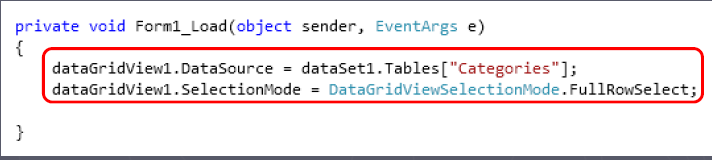 private void Form1_Load(object sender, EventArgs e)
{
dataGridView1.DataSource = dataSet1.Tables["Categories"];
dataGridView1.SelectionMode = DataGridViewSelectionMode.FullRowSelect;
}